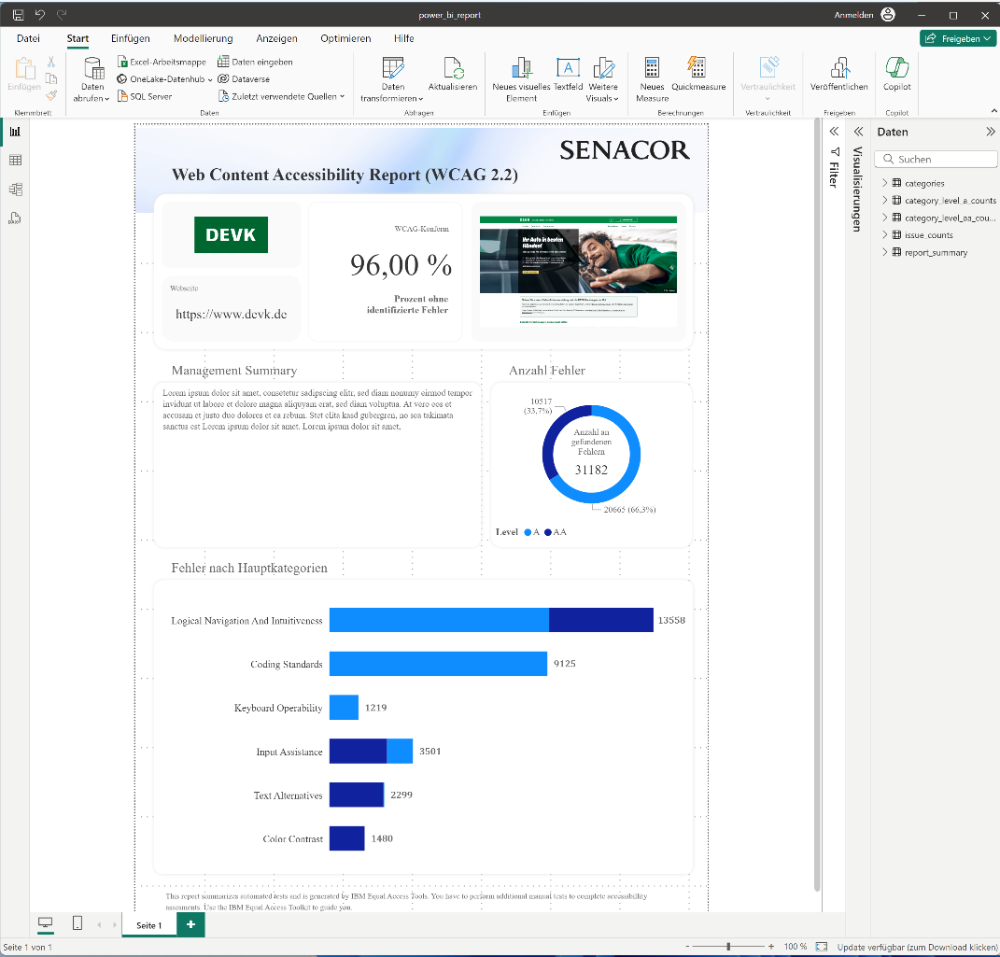 power_bi_report
Anmelden
Datei Start Einfügen Modellierung Anzeigen Optimieren Hilfe
Freigeben
Einfügen
Klemmbrett
Daten abrufen
Excel-Arbeitsmappe
OneLake-Datenhub
SQL Server
Daten eingeben
Dataverse
Zuletzt verwendete Quellen
Daten
Daten transformieren
Aktualisieren
Abfragen
Neues visuelles Element
Textfeld
Weitere Visuals
Einfügen
Neues Measure
Quickmeasure
Berechnungen
Vertraulichkeit
Vertraulichkeit
Veröffentlichen
Freigeben
Copilot
Copilot
SENACOR
Web Content Accessibility Report (WCAG 2.2)
DEVK
Webseite
https://www.devk.de
WCAG-Konform
96,00 %
Prozent ohne
identifizierte Fehler
DEVK
Ihr Auto in besten
Händen!
Management Summary
Lorem ipsum dolor sit amet, consetetur sadipscing elitr, sed diam nonumy eirmod tempor
invidunt ut labore et dolore magna aliquyam erat, sed diam voluptua. At vero eos et
accusam et justo duo dolores et ea rebum. Stet clita kasd gubergren, no sea takimata
sanctus est Lorem ipsum dolor sit amet. Lorem ipsum dolor sit amet,
Anzahl Fehler
10517
(33,7%)
Anzahl an
gefundenen
Fehlern
31182
20665 (66,3%)
Level A AA
Fehler nach Hauptkategorien
Logical Navigation And Intuitiveness 13558
Coding Standards 9125
Keyboard Operability 1219
Input Assistance 3501
Text Alternatives 2299
Color Contrast 1480
This report summarizes automated tests and is generated by IBM Equal Access Tools. You have to perform additional manual tests to complete accessibillity
assesments. Use the IBM Equal Access Toolkit to guide you.
Filter
Visualisierungen
Daten
Suchen
categories
category_level_a_counts
category_level_aa_cou...
issue_counts
report_summary
Seite 1
Seite 1 von 1
- + 100 %
Update verfügbar (zum Download klicken)